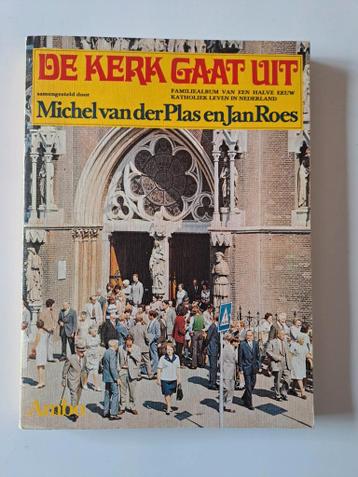 DE KERK GAAT UIT
samengesteld door
FAMILIEALBUM VAN EEN HALVE EEUW
KATHOLIEK LEVEN IN NEDERLAND
Michel van der Plas en Jan Roes
Ambo